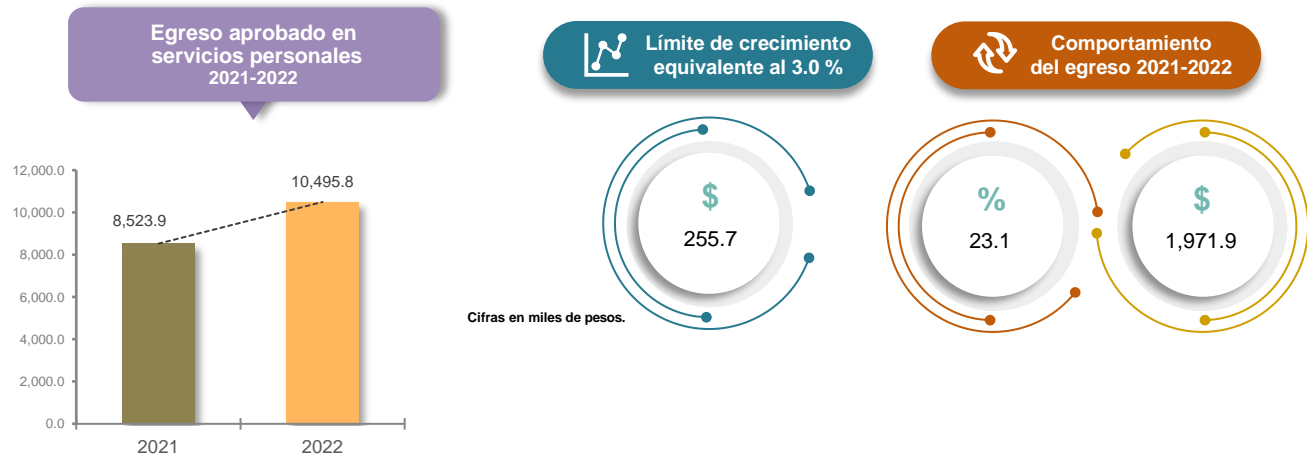 Egreso aprobado en
servicios personales
2021-2022
Límite de crecimiento
equivalente al 3.0 %
Comportamiento
del egreso 2021-2022
12,000.0
10,000.0
8,000.0
6,000.0
4,000.0
2,000.0
0.0
8,523.9
10,495.8
2021
2022
$
255.7
%
23.1
$
1,971.9
Cifras en miles de pesos.